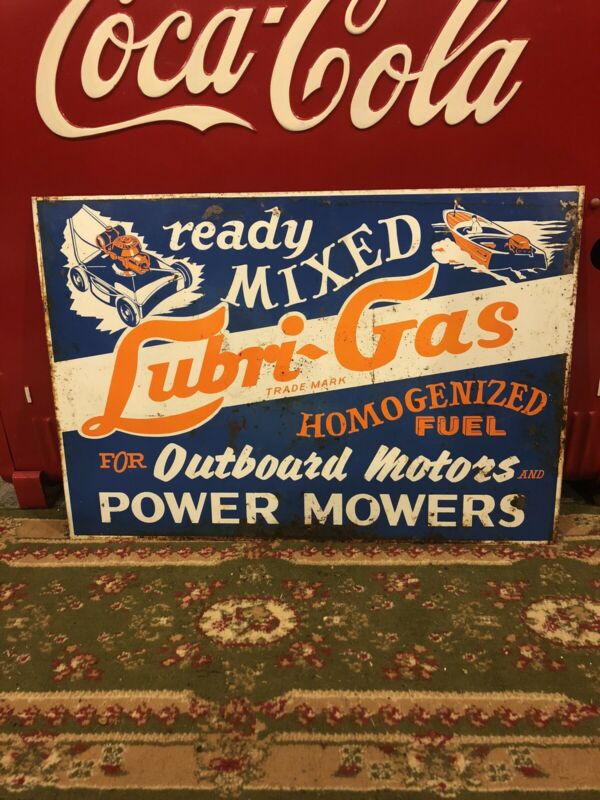 Coca-Cola
ready
MIXED
Lubri-Gas
TRADE MARK
HOMOGENIZED
FUEL
FOR Outboard Motors AND
POWER MOWERS